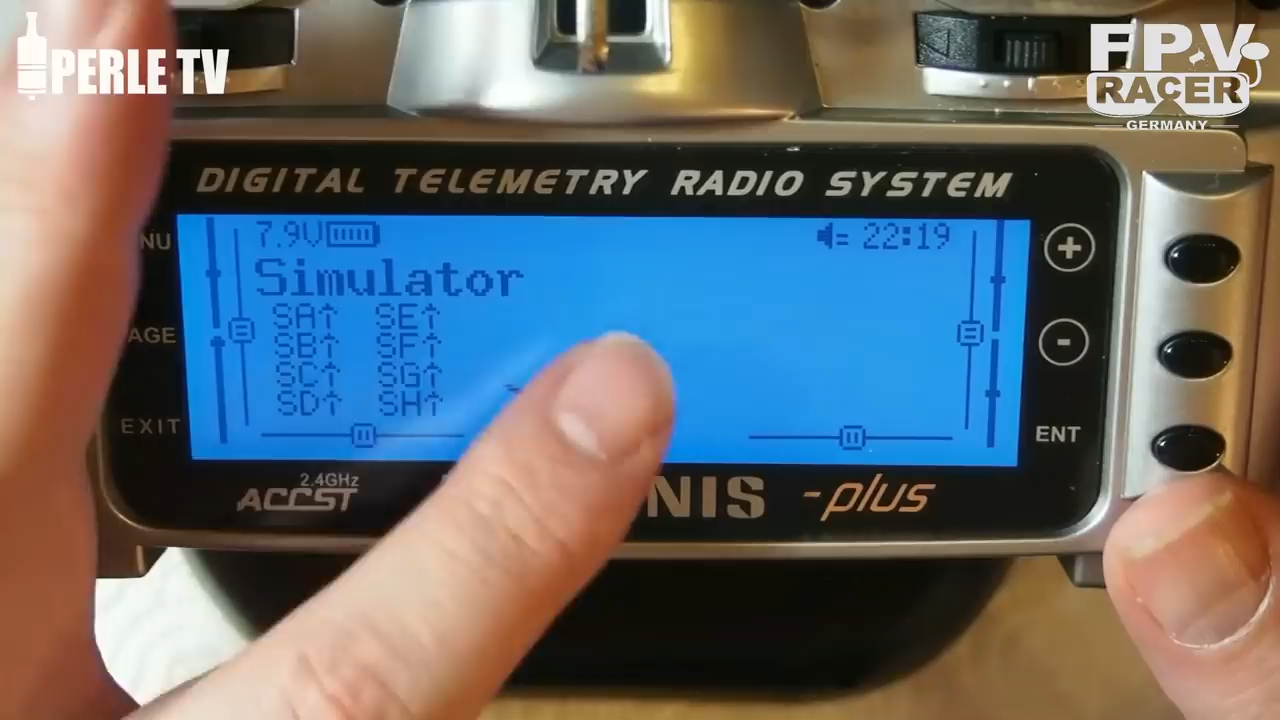 PERLE TV
FPV
RACER
GERMANY
DIGITAL TELEMETRY RADIO SYSTEM
NU
AGE
EXIT
7.9V
22:19
Simulator
SA↑ SE↑
SB↑ SF↑
SC↑ SG↑
SD↑ SH↑
+
-
ENT
2.4GHz
ACCST
NIS -plus